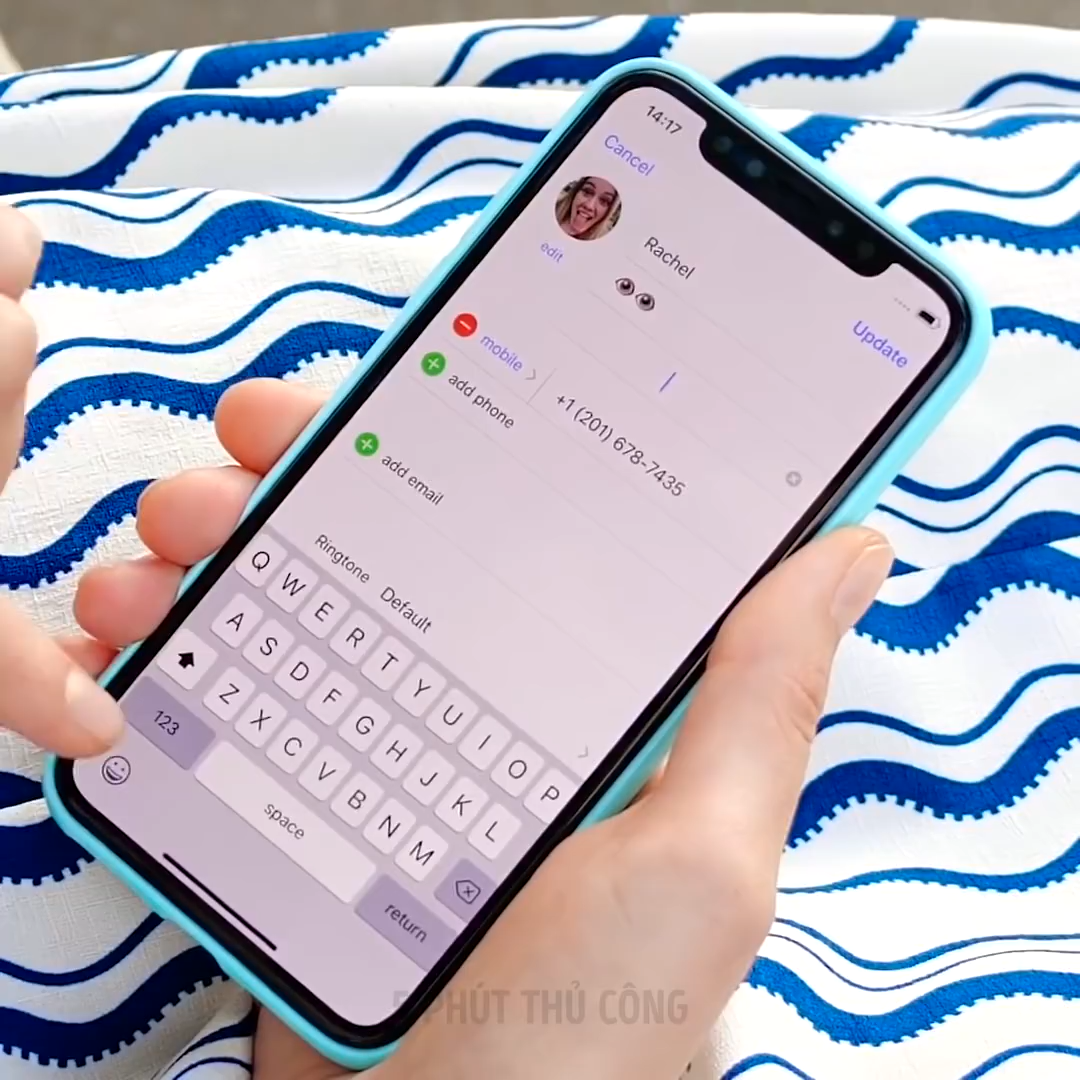 14:17
Cancel
Update
edit
Rachel
👀
mobile
+1 (201) 678-7435
add phone
add email
Ringtone
Default
Q W E R T Y U I O P
A S D F G H J K L
Z X C V B N M
123
space
return
5 PHÚT THỦ CÔNG